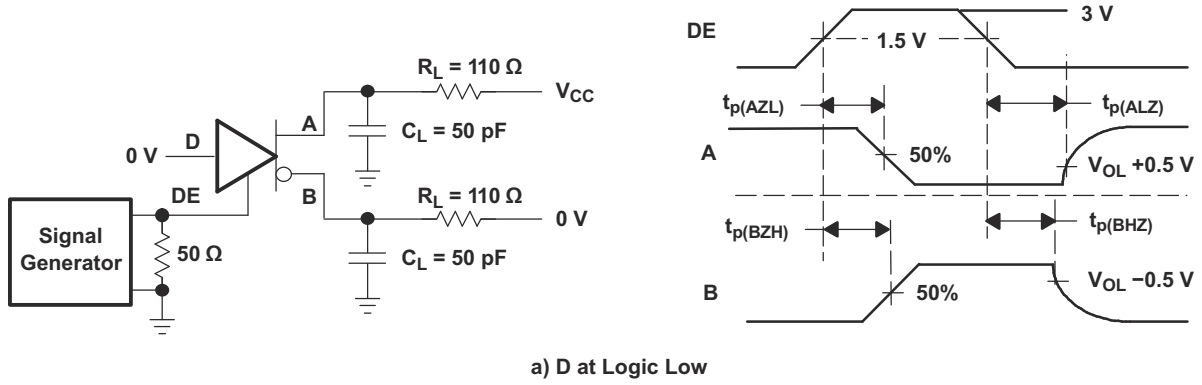 R_L = 110 Ω
V_CC
A
C_L = 50 pF
D
0 V
DE
B
R_L = 110 Ω
0 V
Signal
Generator
50 Ω
C_L = 50 pF
DE
3 V
1.5 V
t_p(AZL)
t_p(ALZ)
A
50%
V_OL +0.5 V
t_p(BZH)
t_p(BHZ)
B
50%
V_OL −0.5 V
a) D at Logic Low